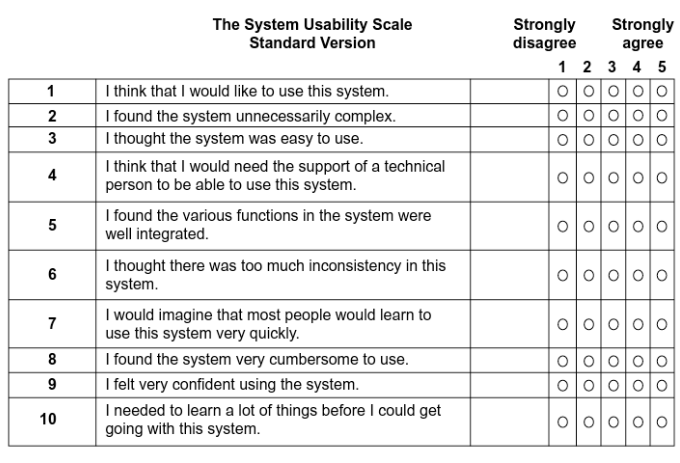 The System Usability Scale
Standard Version
Strongly
disagree
Strongly
agree
1 2 3 4 5
1 I think that I would like to use this system.
2 I found the system unnecessarily complex.
3 I thought the system was easy to use.
4 I think that I would need the support of a technical
person to be able to use this system.
5 I found the various functions in the system were
well integrated.
6 I thought there was too much inconsistency in this
system.
7 I would imagine that most people would learn to
use this system very quickly.
8 I found the system very cumbersome to use.
9 I felt very confident using the system.
10 I needed to learn a lot of things before I could get
going with this system.